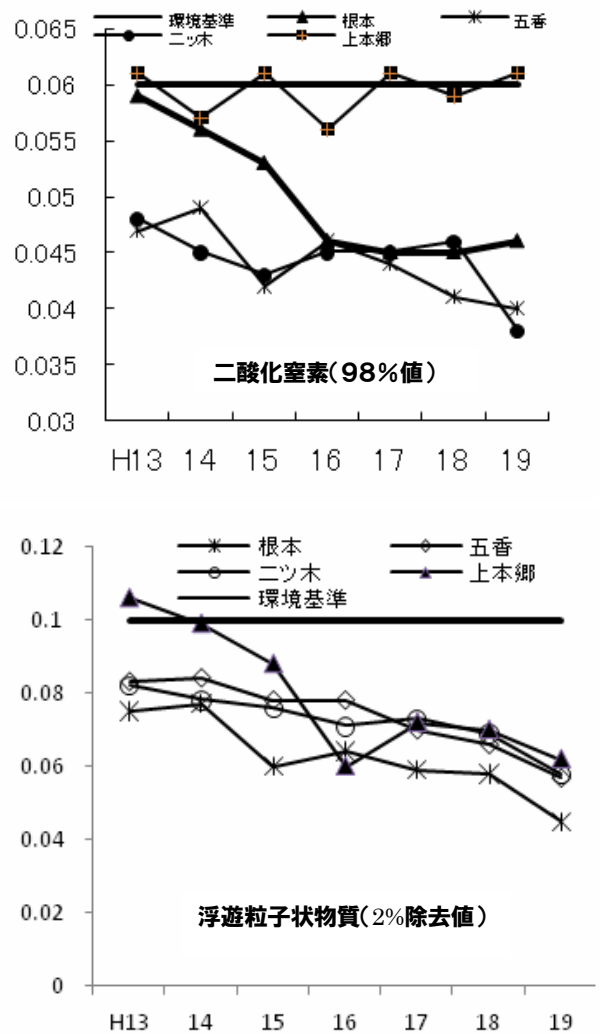 環境基準 根本 五香
二ッ木 上本郷
0.065
0.06
0.055
0.05
0.045
0.04
0.035
0.03
二酸化窒素(98%値)
H13 14 15 16 17 18 19
根本 五香
二ツ木 上本郷
環境基準
0.12
0.1
0.08
0.06
0.04
0.02
0
浮遊粒子状物質(2%除去値)
H13 14 15 16 17 18 19